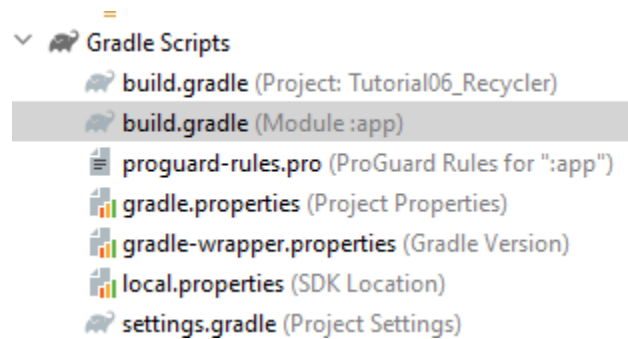 Gradle Scripts
build.gradle (Project: Tutorial06_Recycler)
build.gradle (Module :app)
proguard-rules.pro (ProGuard Rules for ":app")
gradle.properties (Project Properties)
gradle-wrapper.properties (Gradle Version)
local.properties (SDK Location)
settings.gradle (Project Settings)